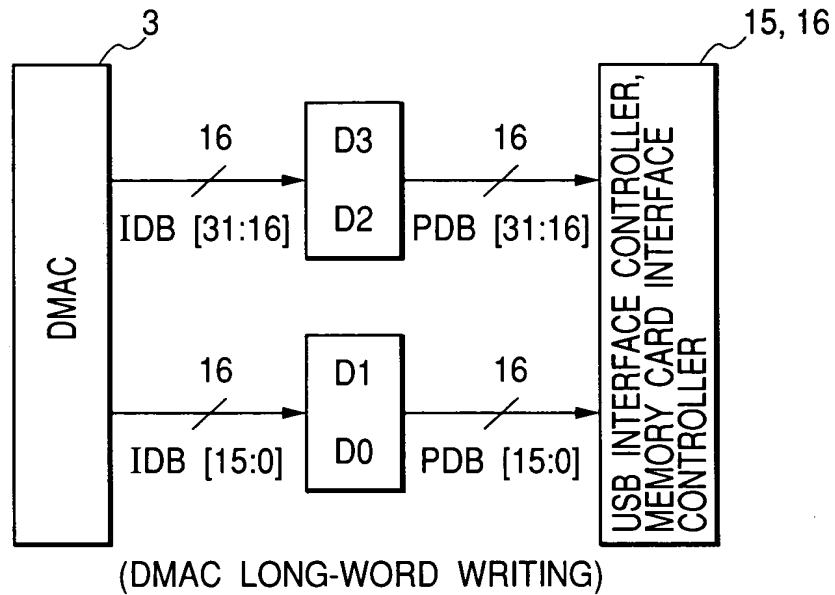 3
15, 16
DMAC
16
D3
D2
16
IDB [31:16]
PDB [31:16]
16
D1
D0
16
IDB [15:0]
PDB [15:0]
USB INTERFACE CONTROLLER,
MEMORY CARD INTERFACE
CONTROLLER
(DMAC LONG-WORD WRITING)